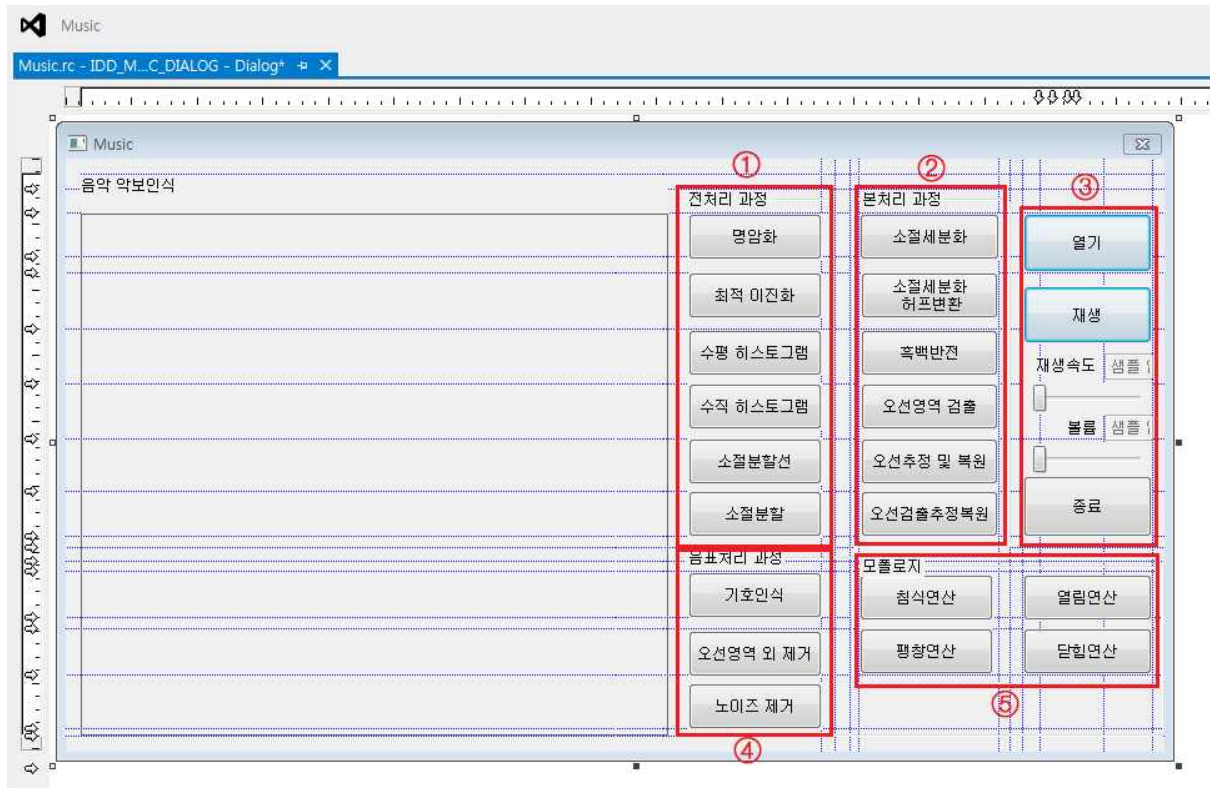 Music
Music.rc - IDD_M...C_DIALOG - Dialog*
Music
음악 악보인식
①
전처리 과정
명암화
최적 이진화
수평 히스토그램
수직 히스토그램
소절분할선
소절분할
②
본처리 과정
소절세분화
소절세분화
허프변환
흑백반전
오선영역 검출
오선추정 및 복원
오선검출추정복원
③
열기
재생
재생속도 샘플
볼륨 샘플
종료
음표처리 과정
기호인식
오선영역 외 제거
노이즈 제거
④
모폴로지
침식연산 열림연산
팽창연산 닫힘연산
⑤